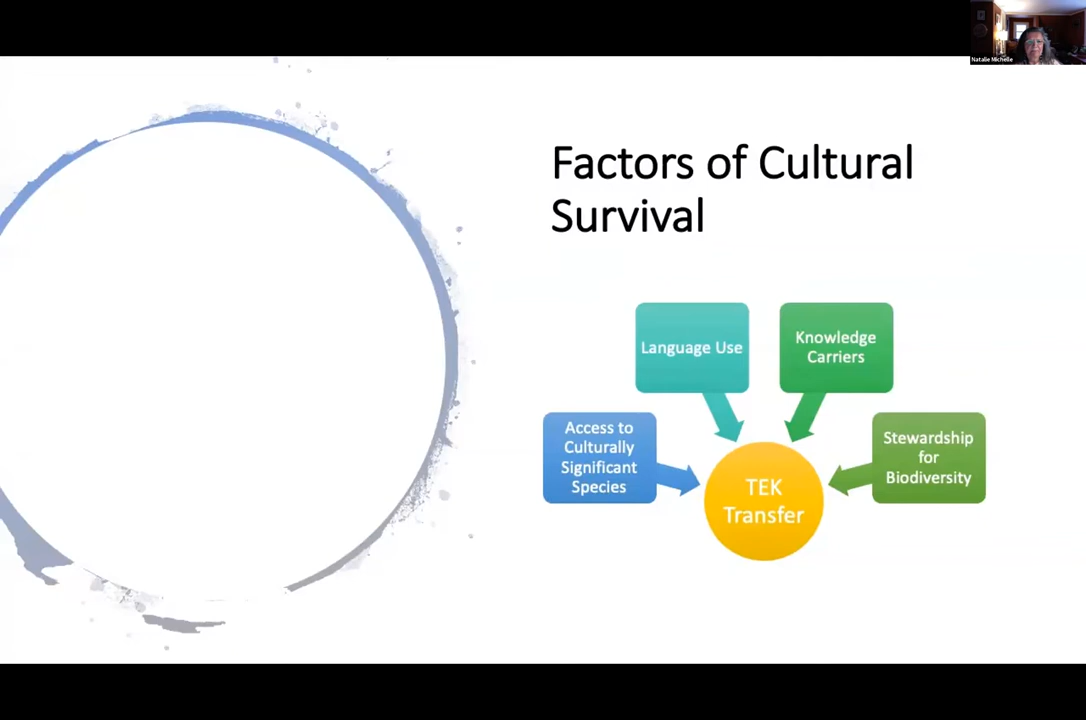 Natalie Michelle
Factors of Cultural
Survival
Language Use
Knowledge
Carriers
Access to
Culturally
Significant
Species
Stewardship
for
Biodiversity
TEK
Transfer